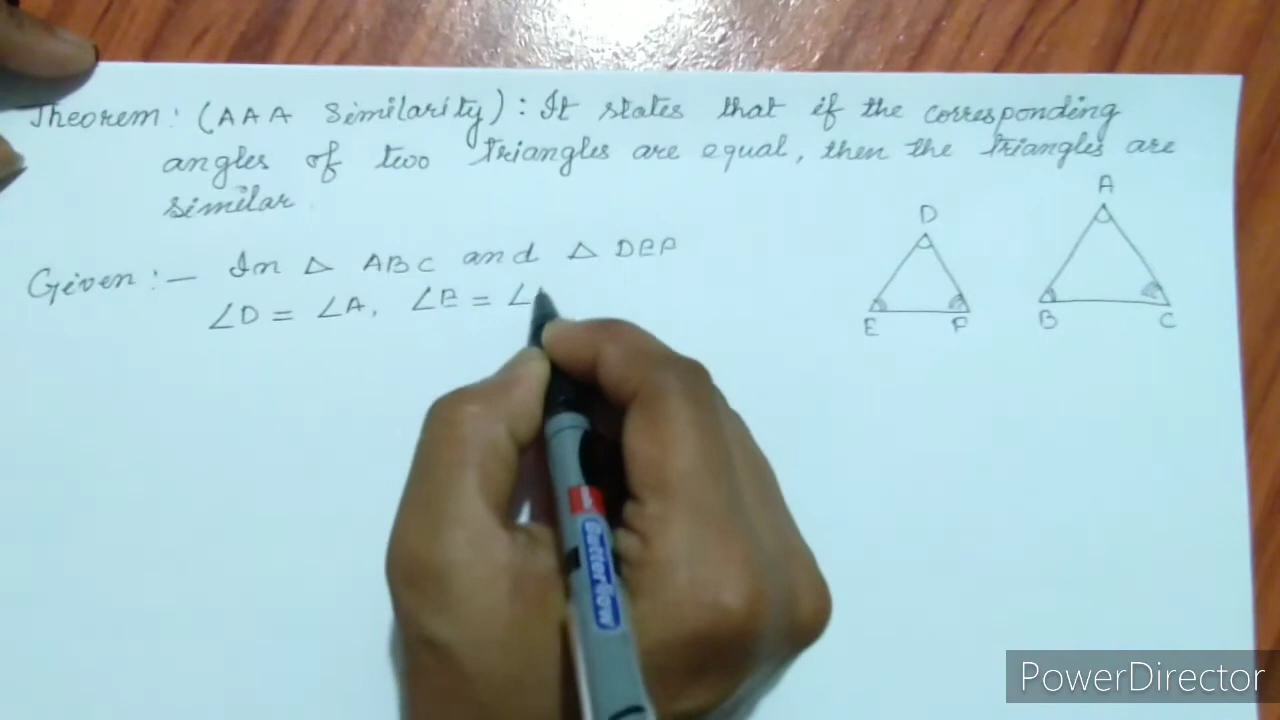 Theorem: (AAA Similarity): It states that if the corresponding
angles of two triangles are equal, then the triangles are
similar
Given :- In △ ABC and △ DEF
∠D = ∠A, ∠E = ∠
D
E F
A
B C
Butterflow
PowerDirector